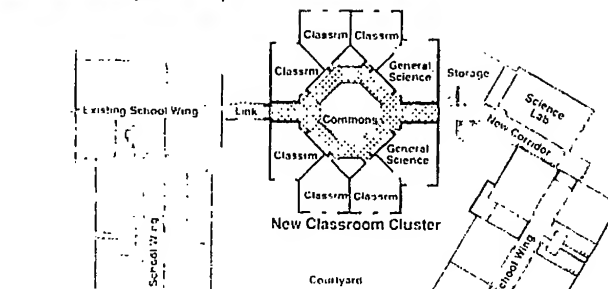 Classrm Classrm
Classrm
General
Science
Storage
Existing School Wing
Link
Commons
Science
Lab
New Corridor
Classrm
General
Science
Classrm Classrm
New Classroom Cluster
School Wing
School Wing
Courtyard